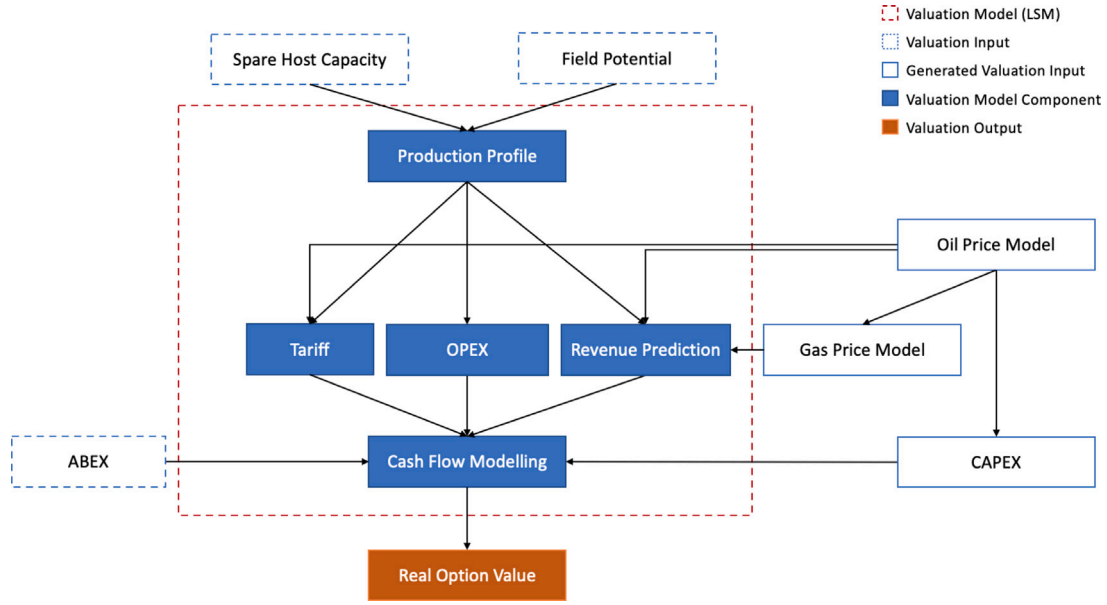 Valuation Model (LSM)
Valuation Input
Generated Valuation Input
Valuation Model Component
Valuation Output
Spare Host Capacity
Field Potential
Production Profile
Oil Price Model
Tariff
OPEX
Revenue Prediction
Gas Price Model
ABEX
Cash Flow Modelling
CAPEX
Real Option Value